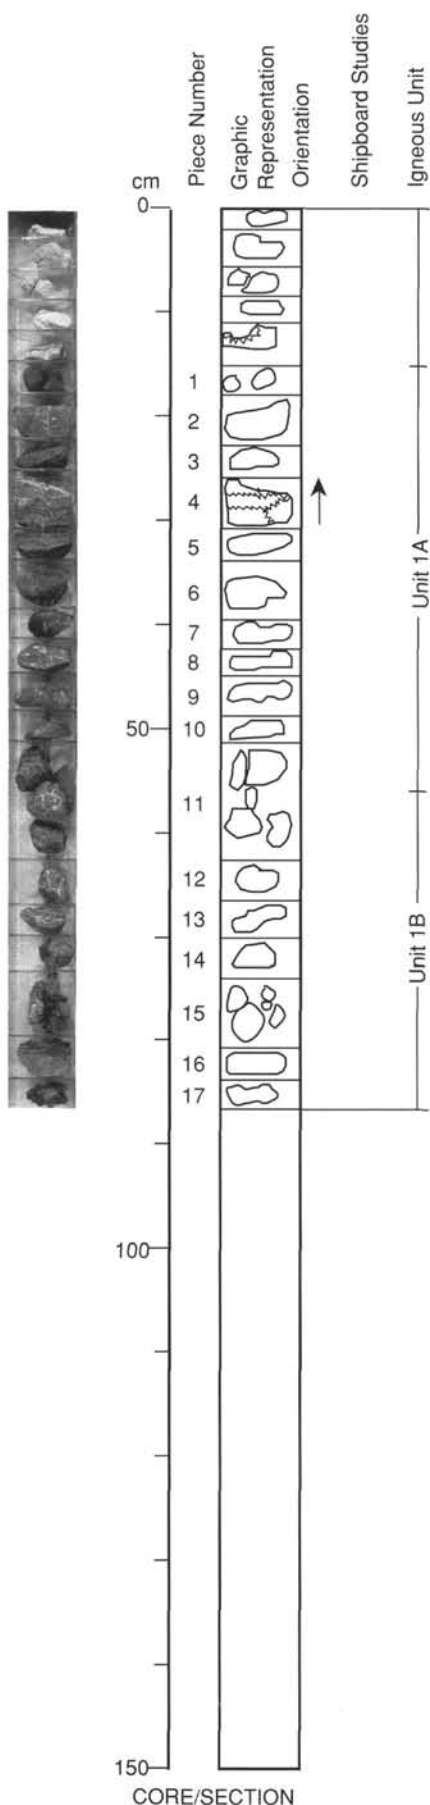 Piece Number
Graphic
Representation
Orientation
Shipboard Studies
Igneous Unit
cm
0
1
2
3
4
5
6
7
8
9
10
50
11
12
13
14
15
16
17
100
150
Unit 1A
Unit 1B
CORE/SECTION